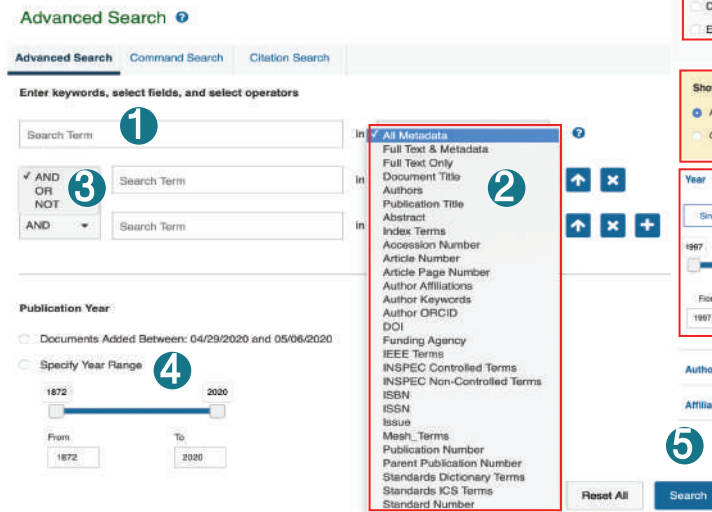 Advanced Search ?
Advanced Search Command Search Citation Search
Enter keywords, select fields, and select operators
1
Search Term
in
✓ All Metadata
?
Full Text & Metadata
Full Text Only
Document Title
Authors
Publication Title
Abstract
Index Terms
Accession Number
Article Number
Article Page Number
Author Affiliations
Author Keywords
Author ORCID
DOI
Funding Agency
IEEE Terms
INSPEC Controlled Terms
INSPEC Non-Controlled Terms
ISBN
ISSN
Issue
Mesh_Terms
Publication Number
Parent Publication Number
Standards Dictionary Terms
Standards ICS Terms
Standard Number
2
✓ AND
OR
NOT
3
Search Term
in
AND
Search Term
in
Publication Year
Documents Added Between: 04/29/2020 and 05/06/2020
Specify Year Range
4
1872 2020
From To
1872 2020
C
E
Sho
A
Year
Sin
1997
Fro
1997
Autho
Affilia
5
Reset All
Search